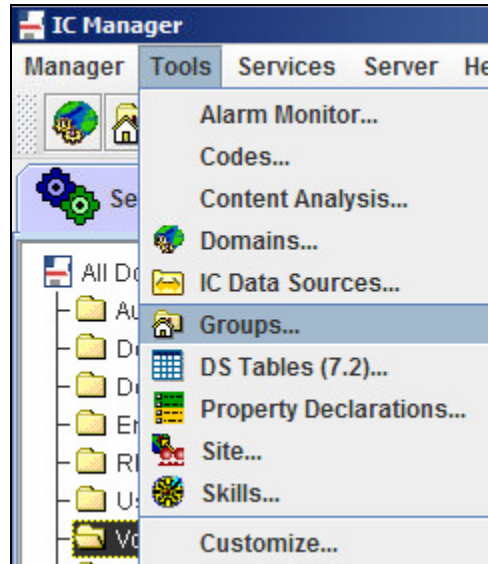 IC Manager
Manager Tools Services Server
Alarm Monitor...
Codes...
Content Analysis...
Domains...
All
IC Data Sources...
Groups...
DS Tables (7.2)...
Property Declarations...
Site...
Skills...
Customize...